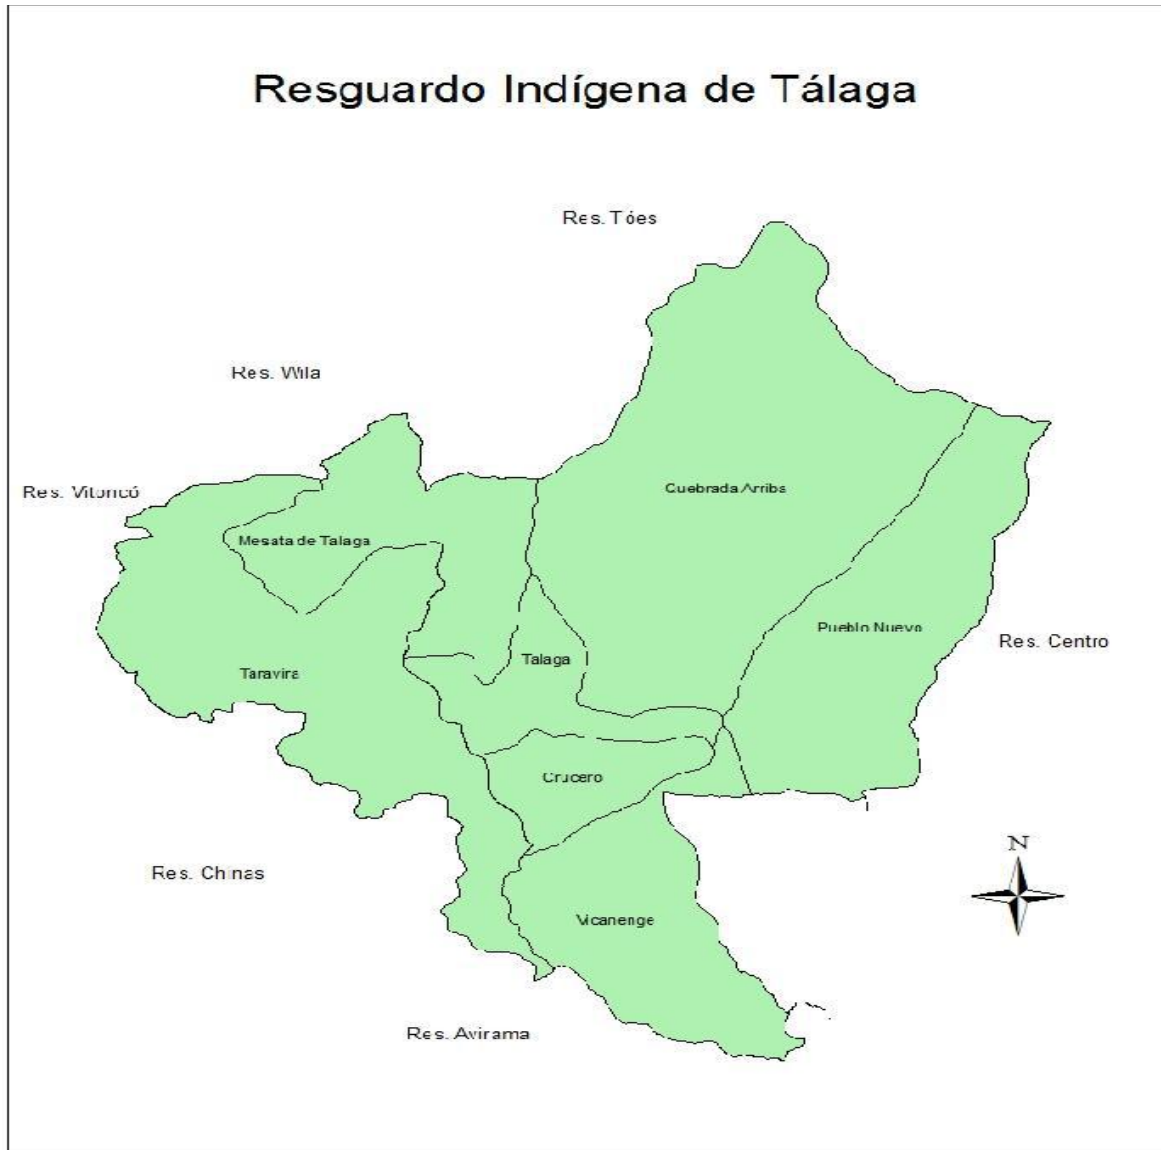 Resguardo Indígena de Tálaga
Res. Tóes
Res. Wila
Res. Vitoncó
Quebrada Arriba
Mesata de Talaga
Pueblo Nuevo
Res. Centro
Talaga
Taravira
Crucero
N
Res. Chinas
Vicanenge
Res. Avirama